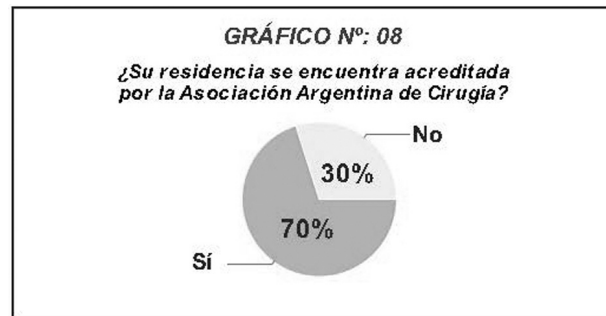 GRÁFICO Nº: 08
¿Su residencia se encuentra acreditada
por la Asociación Argentina de Cirugía?
No
30%
70%
Sí